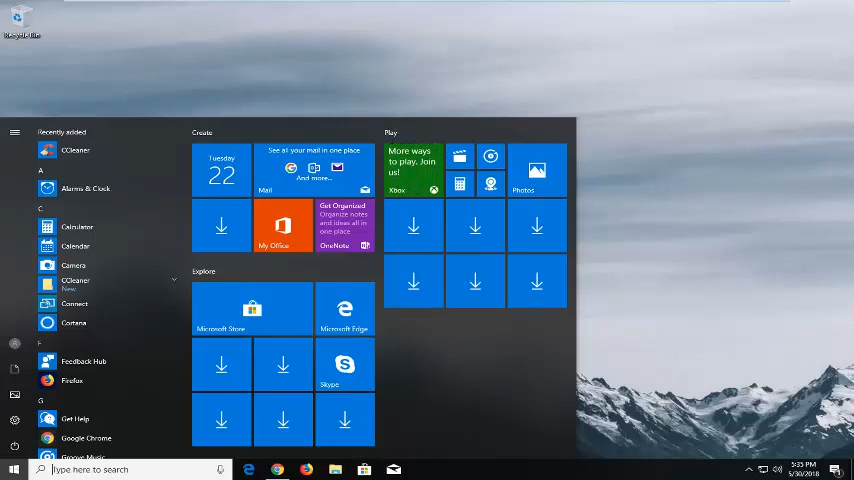 Recycle Bin
Recently added
CCleaner
A
Alarms & Clock
C
Calculator
Calendar
Camera
CCleaner
New
Connect
Cortana
F
Feedback Hub
Firefox
G
Get Help
Google Chrome
Groove Music
Create
Tuesday
22
See all your mail in one place
And more...
Mail
My Office
Get Organized
Organize notes
and ideas all in
one place
OneNote
Explore
Microsoft Store
Microsoft Edge
Skype
Play
More ways
to play. Join
us!
Xbox
Photos
Type here to search
5:35 PM
5/30/2018